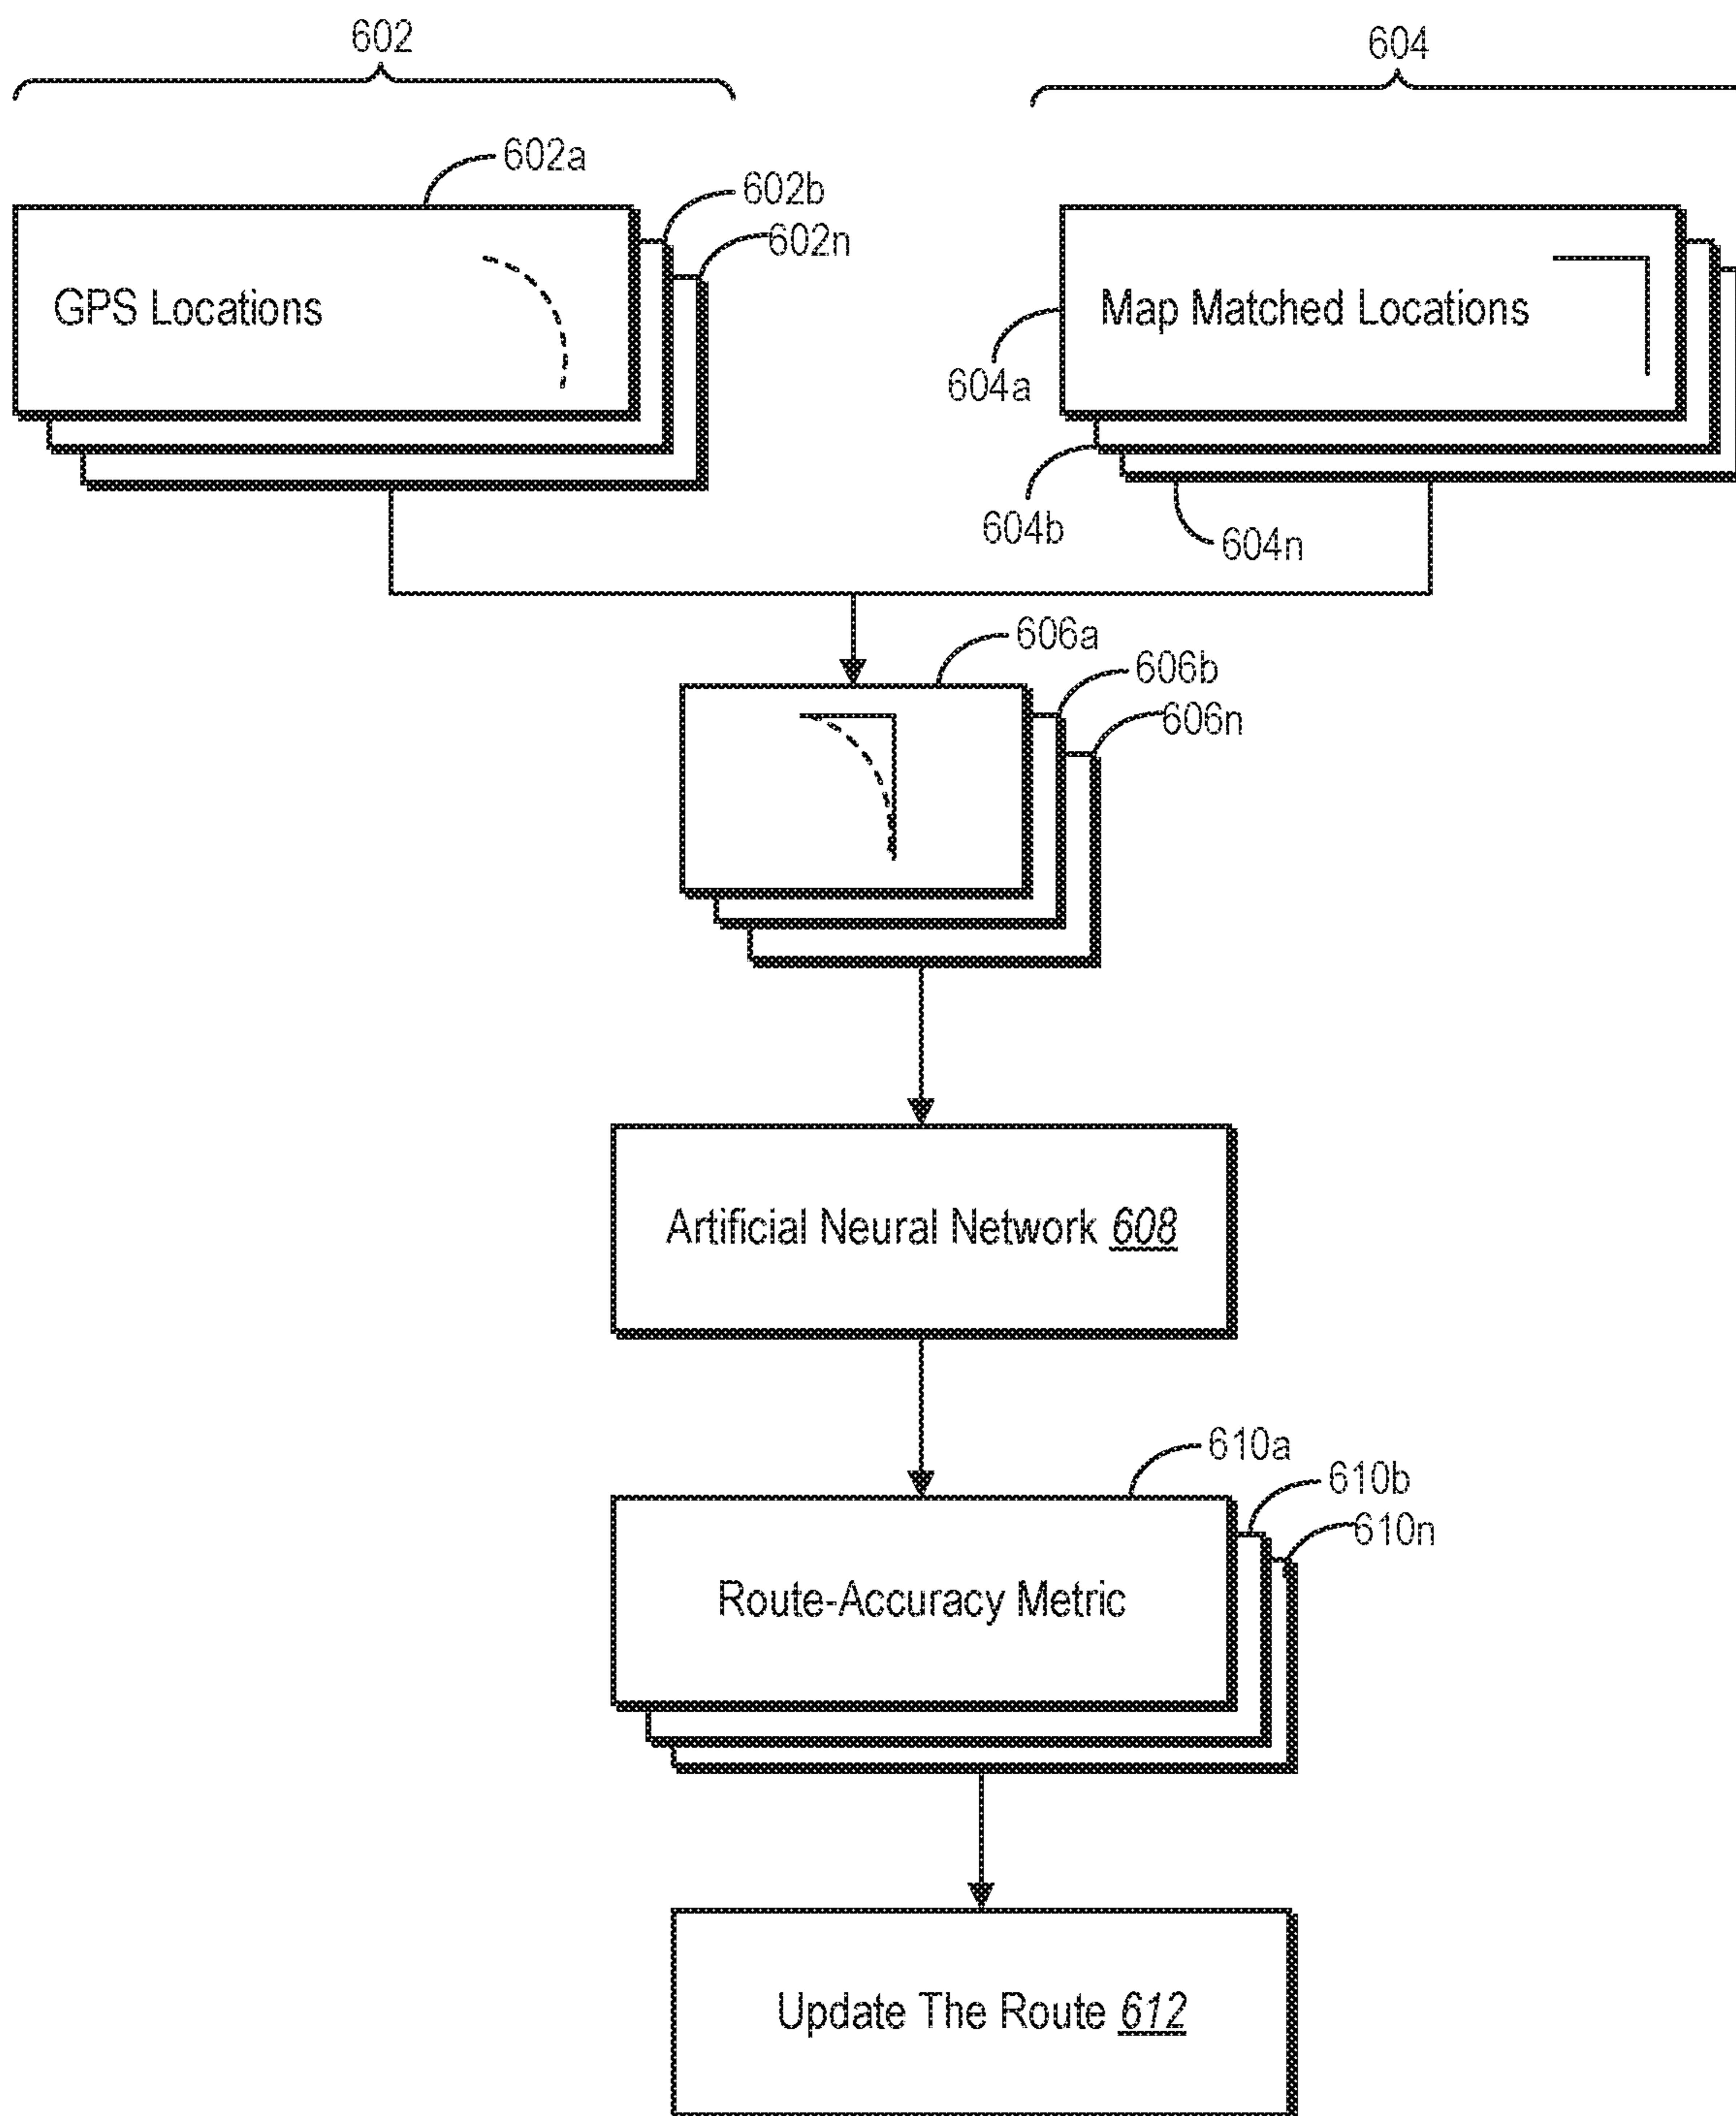 602
604
602a
602b
602n
GPS Locations
Map Matched Locations
604a
604b
604n
606a
606b
606n
Artificial Neural Network 608
610a
610b
610n
Route-Accuracy Metric
Update The Route 612